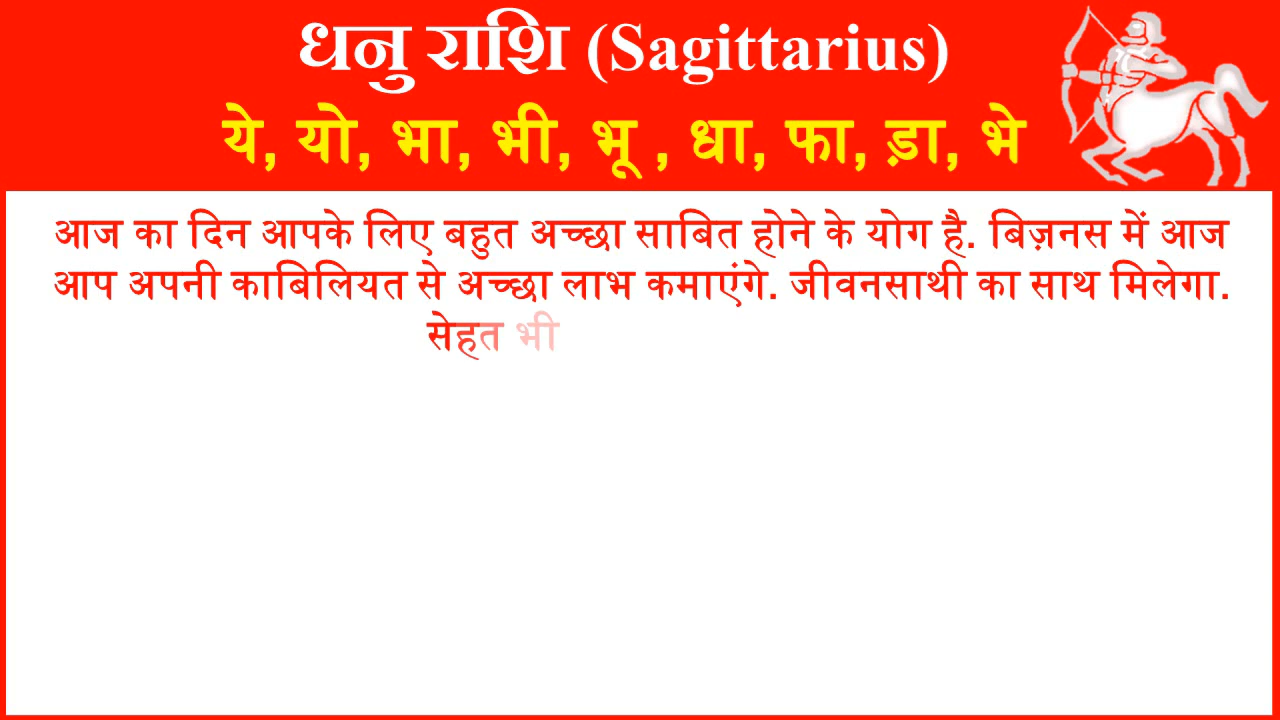 धनु राशि (Sagittarius)
ये, यो, भा, भी, भू , धा, फा, ड़ा, भे
आज का दिन आपके लिए बहुत अच्छा साबित होने के योग है. बिज़नस में आज
आप अपनी काबिलियत से अच्छा लाभ कमाएंगे. जीवनसाथी का साथ मिलेगा.
सेहत भी